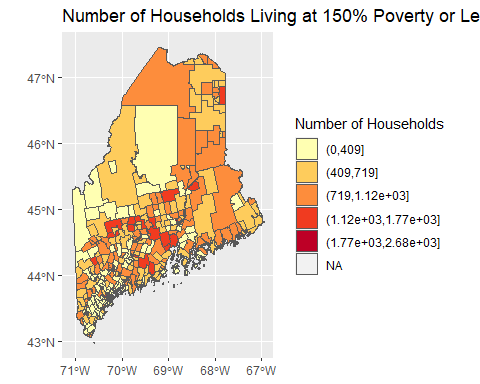 Number of Households Living at 150% Poverty or Le
47°N
46°N
45°N
44°N
43°N
71°W
70°W
69°W
68°W
67°W
Number of Households
(0,409]
(409,719]
(719,1.12e+03]
(1.12e+03,1.77e+03]
(1.77e+03,2.68e+03]
NA